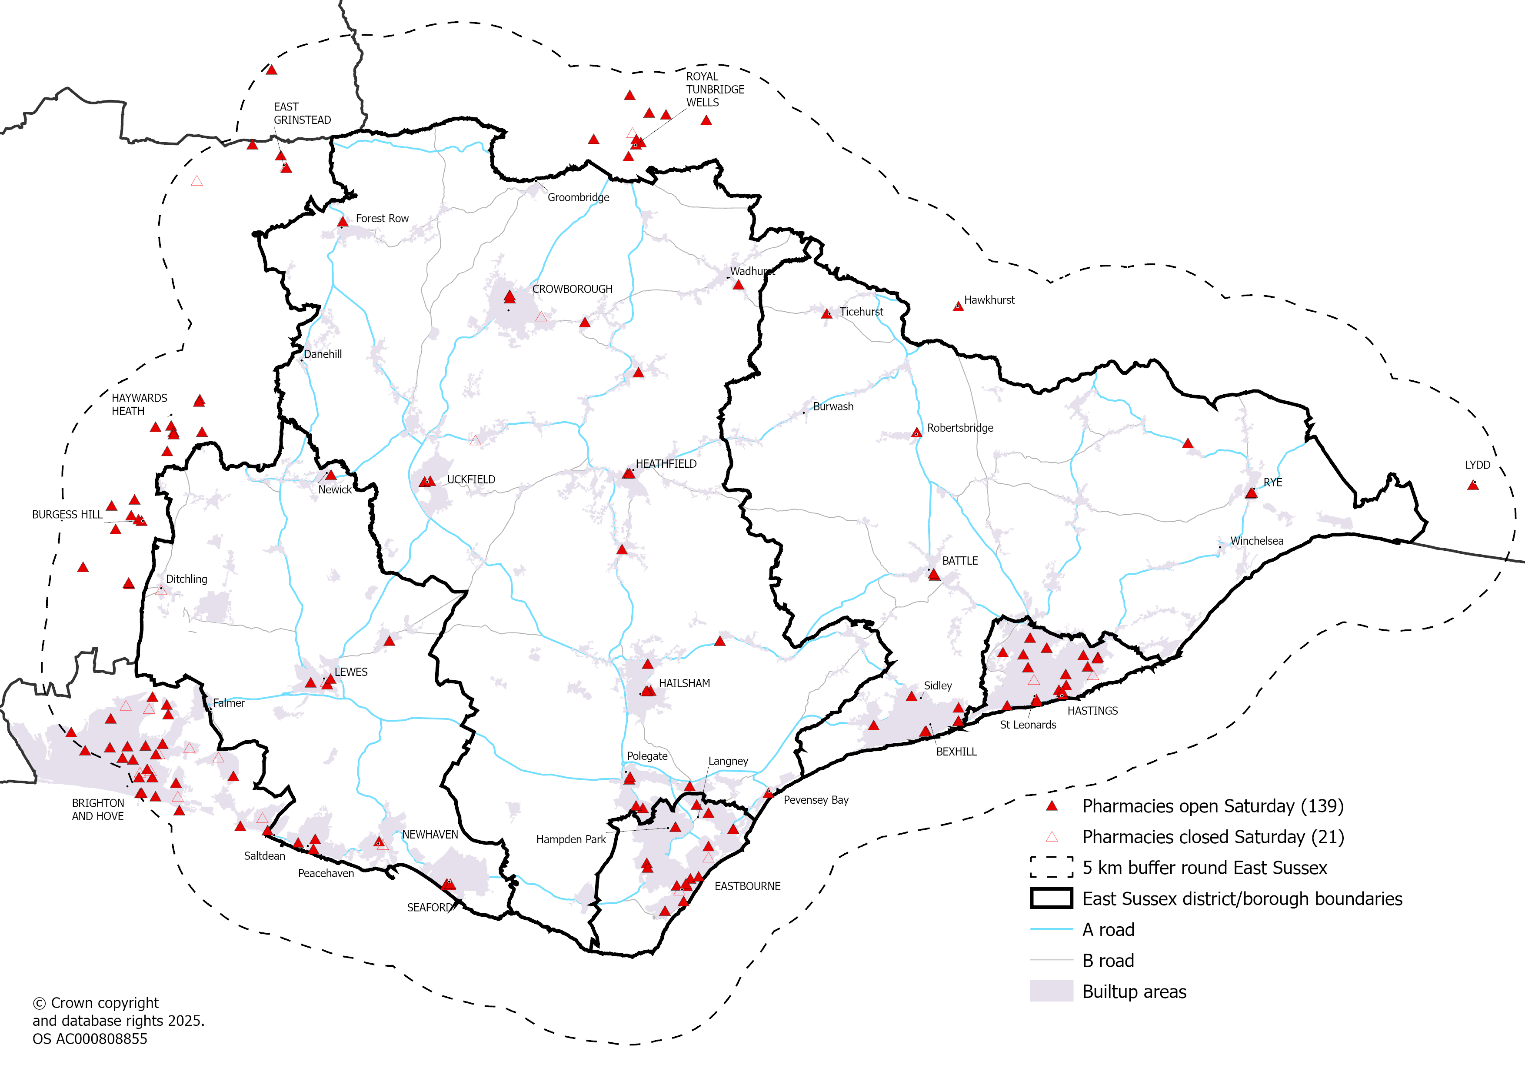 ROYAL
TUNBRIDGE
WELLS
EAST
GRINSTEAD
Groombridge
Forest Row
Wadhurst
CROWBOROUGH
Hawkhurst
Ticehurst
Danehill
HAYWARDS
HEATH
Burwash
Robertsbridge
HEATHFIELD
LYDD
UCKFIELD
RYE
Newick
BURGESS HILL
Winchelsea
BATTLE
Ditchling
LEWES
HAILSHAM
Sidley
Falmer
HASTINGS
St Leonards
BEXHILL
Polegate
Langney
BRIGHTON
AND HOVE
Pevensey Bay
NEWHAVEN
Hampden Park
Saltdean
Peacehaven
EASTBOURNE
SEAFORD
Pharmacies open Saturday (139)
Pharmacies closed Saturday (21)
5 km buffer round East Sussex
East Sussex district/borough boundaries
A road
B road
Builtup areas
© Crown copyright
and database rights 2025.
OS AC000808855